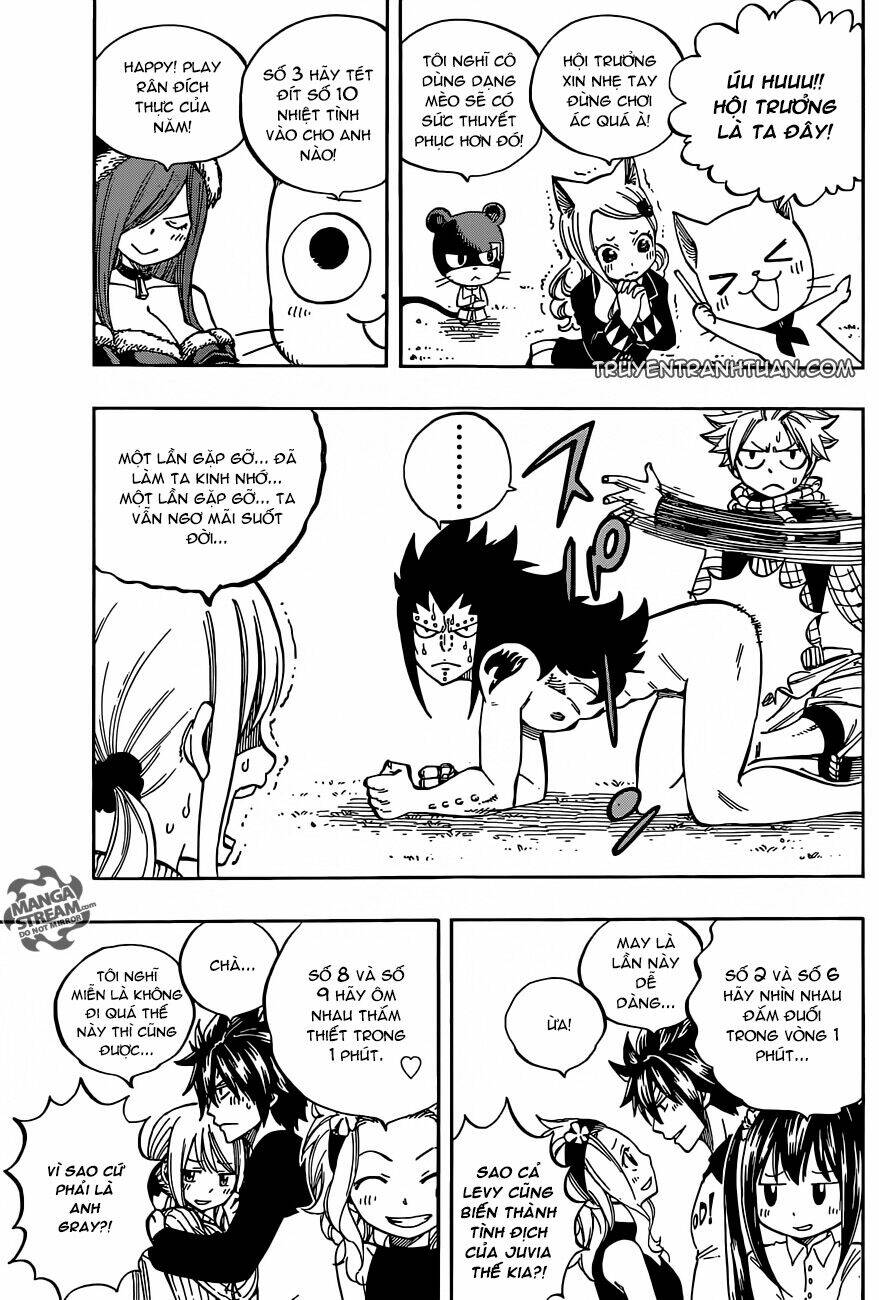 ÚU HUUU!!
HỘI TRƯỞNG
LÀ TA ĐÂY!
HỘI TRƯỞNG
XIN NHẸ TAY
ĐỪNG CHƠI
ÁC QUÁ À!
TÔI NGHĨ CÔ
DÙNG DẠNG
MÈO SẼ CÓ
SỨC THUYẾT
PHỤC HƠN ĐÓ!
TRUYENTRANHTUAN.COM
SỐ 3 HÃY TÉT
ĐÍT SỐ 10
NHIỆT TÌNH
VÀO CHO ANH
NÀO!
HAPPY! PLAY
RÂN ĐÍCH
THỰC CỦA
NĂM!
MỘT LẦN GẶP GỠ... ĐÃ
LÀM TA KINH NHỚ...
MỘT LẦN GẶP GỠ... TA
VẪN NGƠ MÃI SUỐT
ĐỜI...
MANGA
STREAM.com
DO NOT MIRROR
SỐ 2 VÀ SỐ 6
HÃY NHÌN NHAU
ĐẮM ĐUỐI
TRONG VÒNG 1
PHÚT...
MAY LÀ
LẦN NÀY
DỄ
DÀNG...
ỪA!
SAO CẢ
LEVY CŨNG
BIẾN THÀNH
TÌNH ĐỊCH
CỦA JUVIA
THẾ KIA?!
SỐ 8 VÀ SỐ
9 HÃY ÔM
NHAU THẮM
THIẾT TRONG
1 PHÚT.
CHÀ...
TÔI NGHĨ
MIỄN LÀ KHÔNG
ĐI QUÁ THẾ
NÀY THÌ CŨNG
ĐƯỢC...
VÌ SAO CỨ
PHẢI LÀ
ANH
GRAY?!